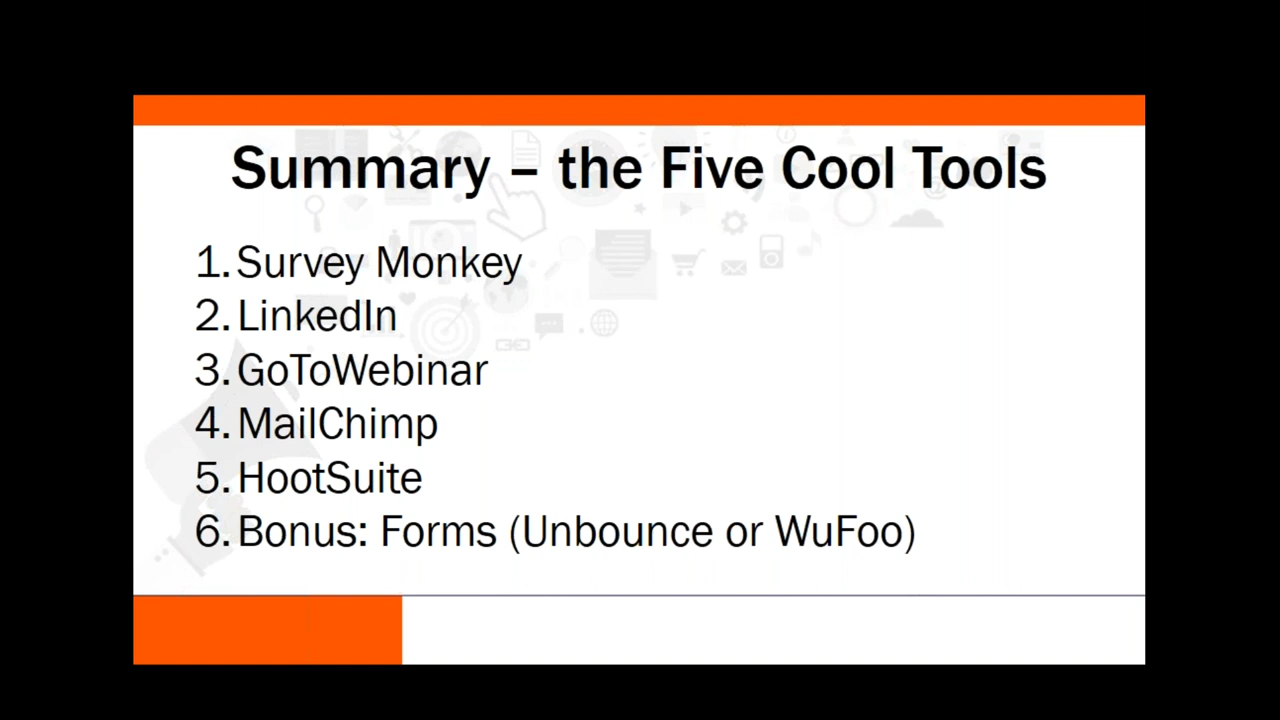 Summary – the Five Cool Tools
1. Survey Monkey
2. LinkedIn
3. GoToWebinar
4. MailChimp
5. HootSuite
6. Bonus: Forms (Unbounce or WuFoo)